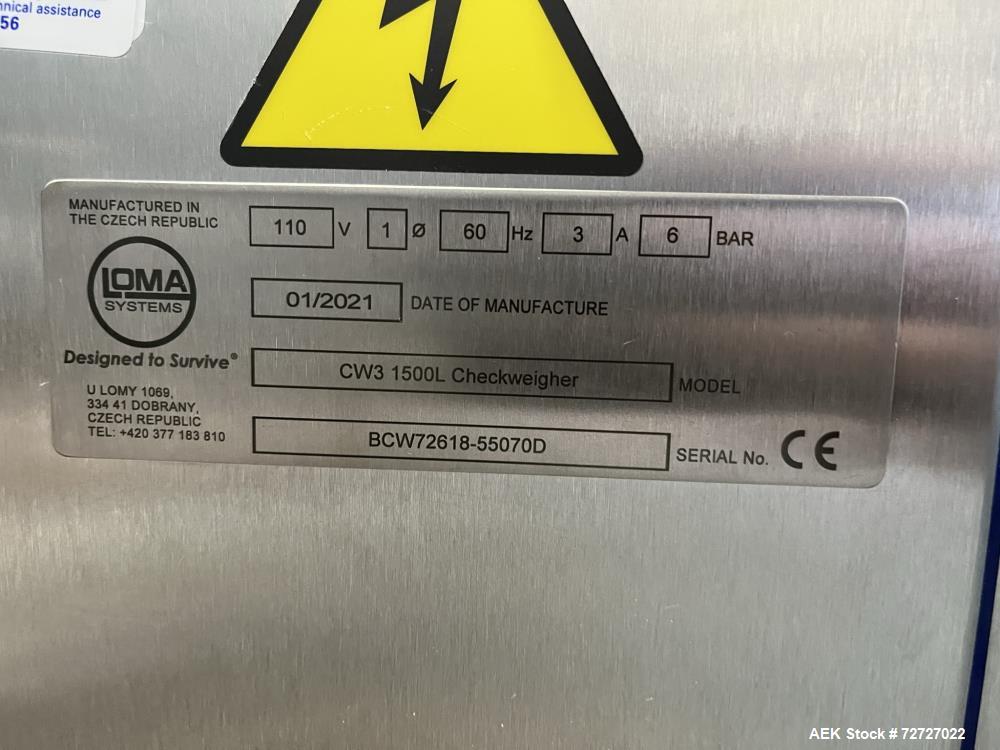 nical assistance
56
MANUFACTURED IN
THE CZECH REPUBLIC
110 V 1 Ø 60 Hz 3 A 6 BAR
LOMA
SYSTEMS
Designed to Survive®
01/2021 DATE OF MANUFACTURE
CW3 1500L Checkweigher MODEL
U LOMY 1069,
334 41 DOBRANY,
CZECH REPUBLIC
TEL: +420 377 183 810
BCW72618-55070D SERIAL No. CE
AEK Stock # 72727022